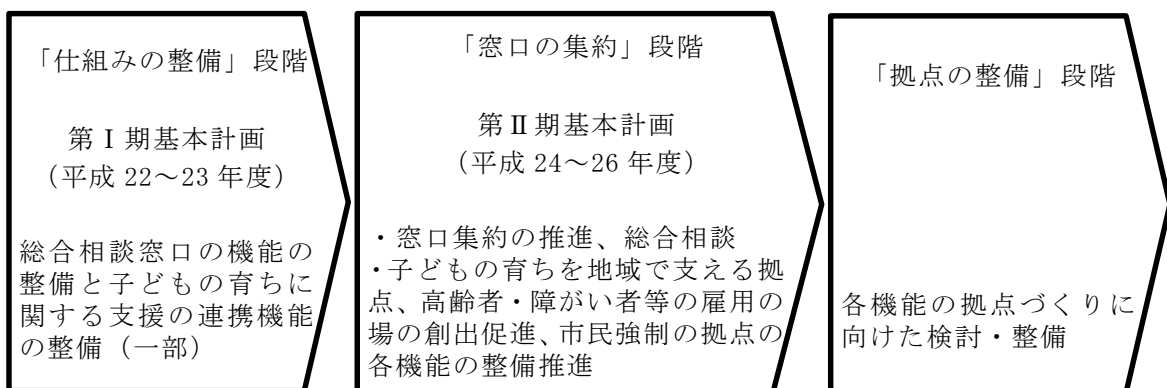 「仕組みの整備」段階
第Ⅰ期基本計画
(平成 22～23 年度)
総合相談窓口の機能の
整備と子どもの育ちに
関する支援の連携機能
の整備（一部）
「窓口の集約」段階
第Ⅱ期基本計画
(平成 24～26 年度)
・窓口集約の推進、総合相談
・子どもの育ちを地域で支える拠
点、高齢者・障がい者等の雇用の
場の創出促進、市民強制の拠点の
各機能の整備推進
「拠点の整備」段階
各機能の拠点づくりに
向けた検討・整備